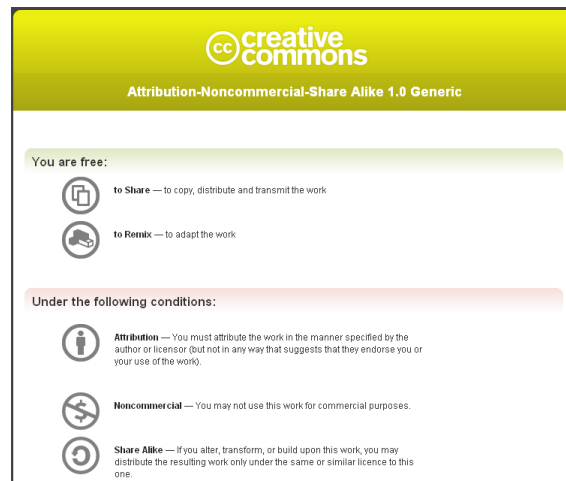 cc creative
commons
Attribution-Noncommercial-Share Alike 1.0 Generic
You are free:
to Share — to copy, distribute and transmit the work
to Remix — to adapt the work
Under the following conditions:
Attribution — You must attribute the work in the manner specified by the
author or licensor (but not in any way that suggests that they endorse you or
your use of the work).
Noncommercial — You may not use this work for commercial purposes.
Share Alike — If you alter, transform, or build upon this work, you may
distribute the resulting work only under the same or similar licence to this
one.